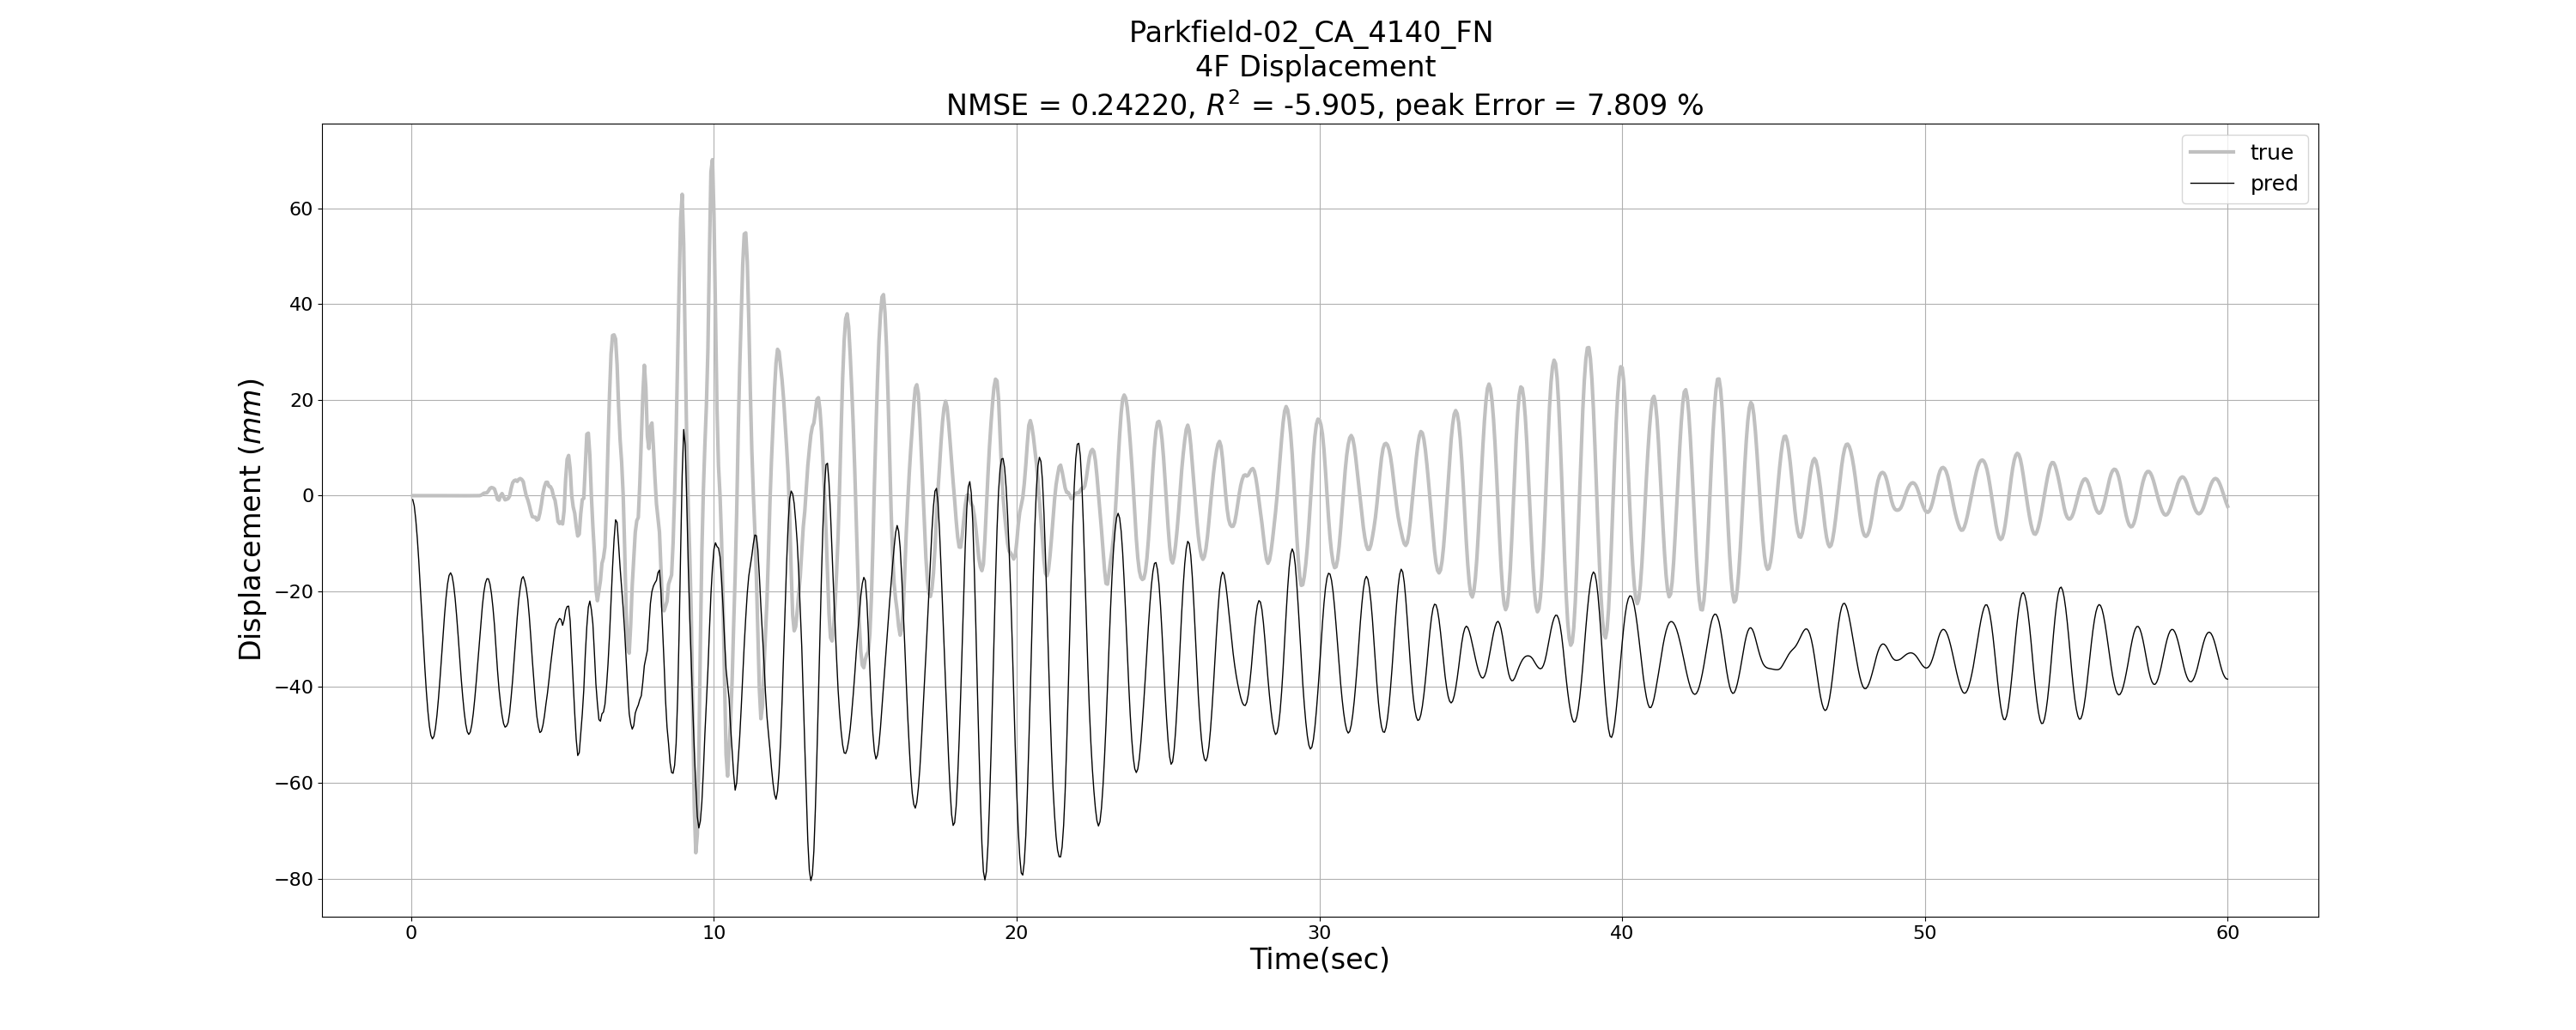 Parkfield-02_CA_4140_FN
4F Displacement
NMSE = 0.24220, R² = -5.905, peak Error = 7.809 %
true
pred
Displacement (mm)
60
40
20
0
−20
−40
−60
−80
0 10 20 30 40 50 60
Time(sec)